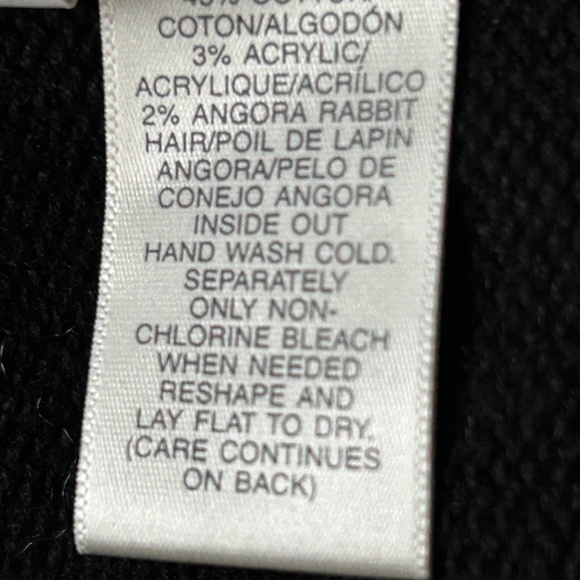 COTON/ALGODÓN
3% ACRYLIC/
ACRYLIQUE/ACRÍLICO
2% ANGORA RABBIT
HAIR/POIL DE LAPIN
ANGORA/PELO DE
CONEJO ANGORA
INSIDE OUT
HAND WASH COLD.
SEPARATELY
ONLY NON-
CHLORINE BLEACH
WHEN NEEDED
RESHAPE AND
LAY FLAT TO DRY.
(CARE CONTINUES
ON BACK)